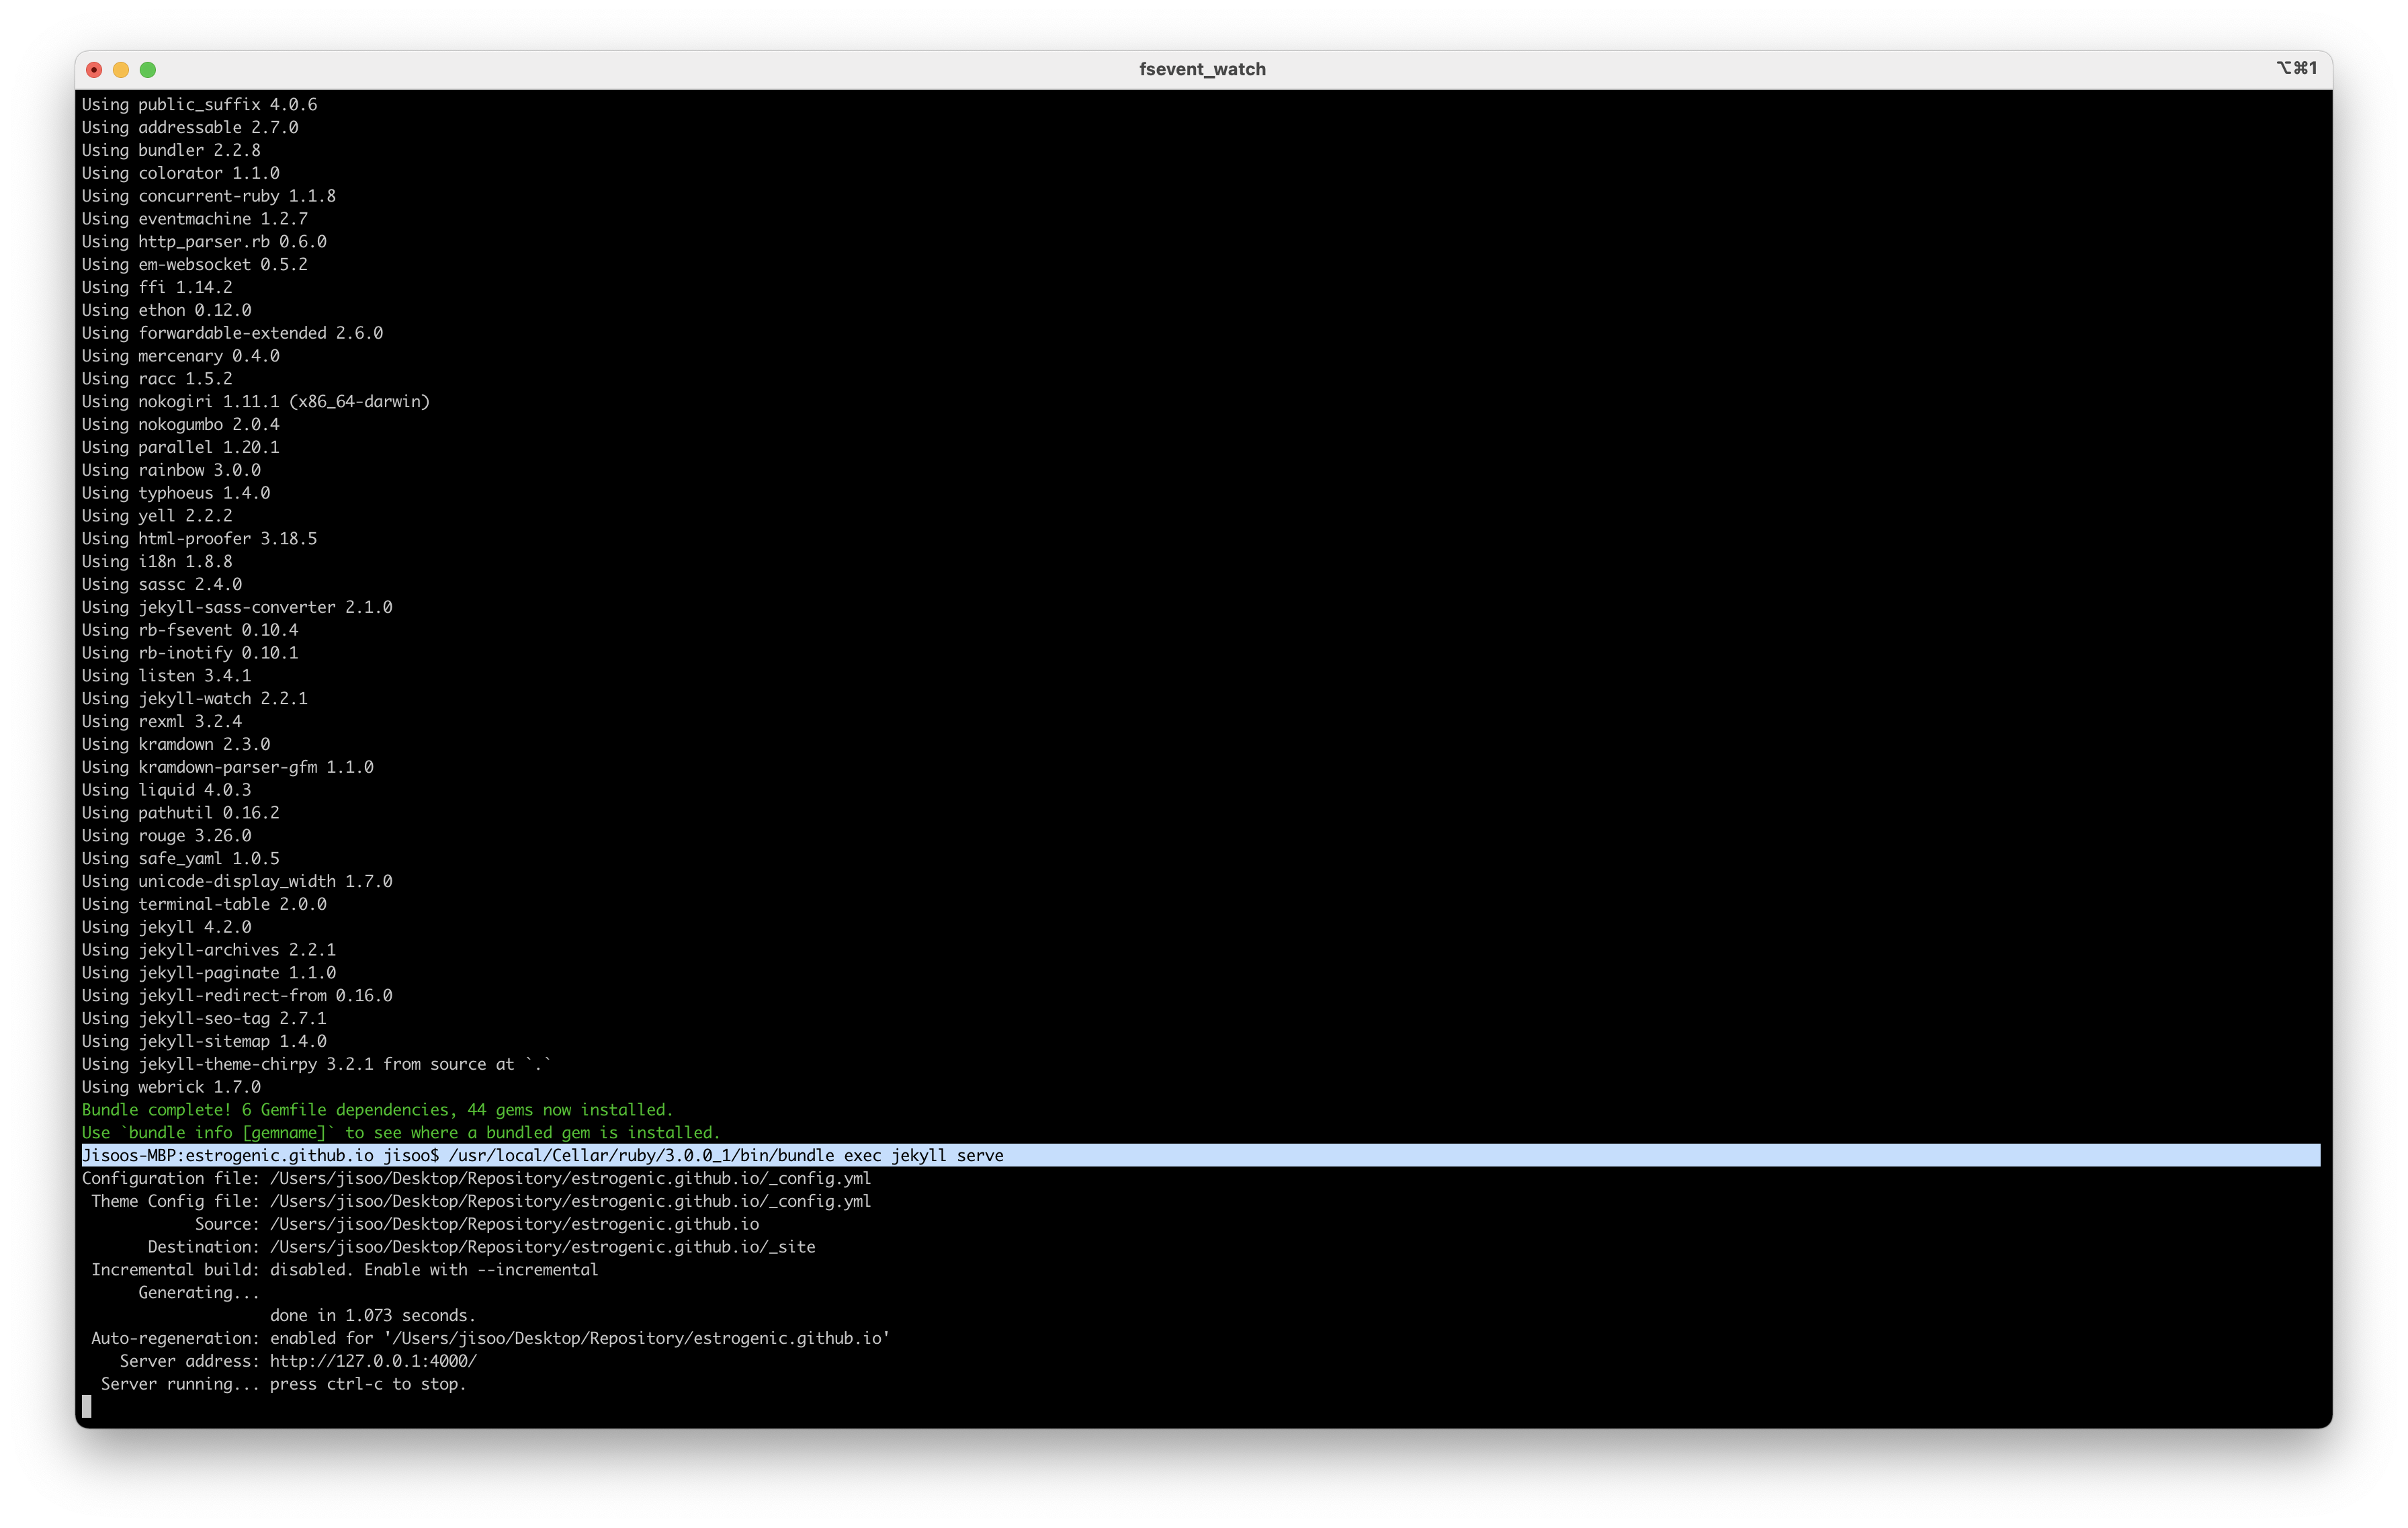 fsevent_watch
⌥⌘1
Using public_suffix 4.0.6
Using addressable 2.7.0
Using bundler 2.2.8
Using colorator 1.1.0
Using concurrent-ruby 1.1.8
Using eventmachine 1.2.7
Using http_parser.rb 0.6.0
Using em-websocket 0.5.2
Using ffi 1.14.2
Using ethon 0.12.0
Using forwardable-extended 2.6.0
Using mercenary 0.4.0
Using racc 1.5.2
Using nokogiri 1.11.1 (x86_64-darwin)
Using nokogumbo 2.0.4
Using parallel 1.20.1
Using rainbow 3.0.0
Using typhoeus 1.4.0
Using yell 2.2.2
Using html-proofer 3.18.5
Using i18n 1.8.8
Using sassc 2.4.0
Using jekyll-sass-converter 2.1.0
Using rb-fsevent 0.10.4
Using rb-inotify 0.10.1
Using listen 3.4.1
Using jekyll-watch 2.2.1
Using rexml 3.2.4
Using kramdown 2.3.0
Using kramdown-parser-gfm 1.1.0
Using liquid 4.0.3
Using pathutil 0.16.2
Using rouge 3.26.0
Using safe_yaml 1.0.5
Using unicode-display_width 1.7.0
Using terminal-table 2.0.0
Using jekyll 4.2.0
Using jekyll-archives 2.2.1
Using jekyll-paginate 1.1.0
Using jekyll-redirect-from 0.16.0
Using jekyll-seo-tag 2.7.1
Using jekyll-sitemap 1.4.0
Using jekyll-theme-chirpy 3.2.1 from source at `.`
Using webrick 1.7.0
Bundle complete! 6 Gemfile dependencies, 44 gems now installed.
Use `bundle info [gemname]` to see where a bundled gem is installed.
Jisoos-MBP:estrogenic.github.io jisoo$ /usr/local/Cellar/ruby/3.0.0_1/bin/bundle exec jekyll serve
Configuration file: /Users/jisoo/Desktop/Repository/estrogenic.github.io/_config.yml
Theme Config file: /Users/jisoo/Desktop/Repository/estrogenic.github.io/_config.yml
Source: /Users/jisoo/Desktop/Repository/estrogenic.github.io
Destination: /Users/jisoo/Desktop/Repository/estrogenic.github.io/_site
Incremental build: disabled. Enable with --incremental
Generating...
done in 1.073 seconds.
Auto-regeneration: enabled for '/Users/jisoo/Desktop/Repository/estrogenic.github.io'
Server address: http://127.0.0.1:4000/
Server running... press ctrl-c to stop.